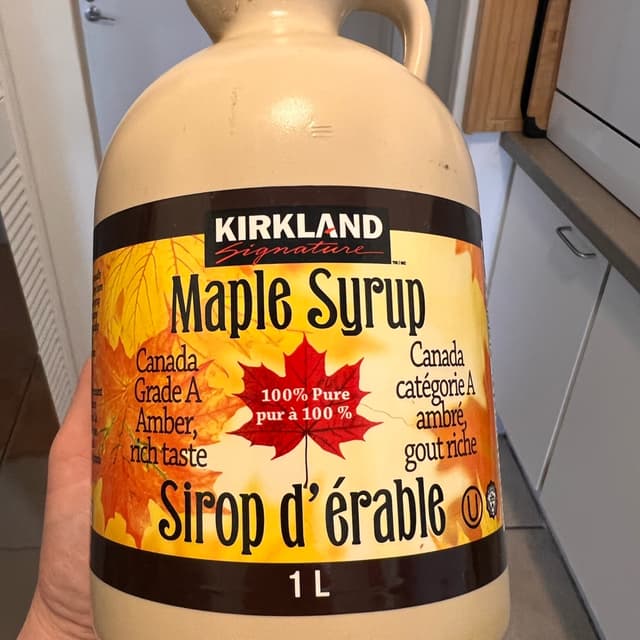 KIRKLAND
Signature
Maple Syrup
Canada
Grade A
Amber,
rich taste
100% Pure
pur à 100 %
Canada
catégorie A
ambré,
gout riche
Sirop d'érable
U
1 L